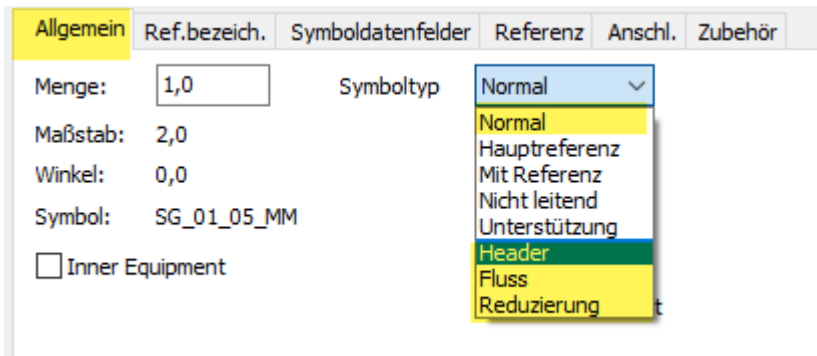 Allgemein Ref.bezeich. Symboldatenfelder Referenz Anschl. Zubehör
Menge: 1,0 Symboltyp Normal
Normal
Maßstab: 2,0
Hauptreferenz
Mit Referenz
Winkel: 0,0
Nicht leitend
Symbol: SG_01_05_MM
Unterstützung
Header
Inner Equipment
Fluss
Reduzierung